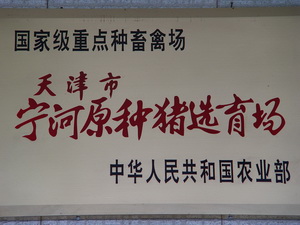 国家级重点种畜禽场
天津市
宁河原种猪选育场
中华人民共和国农业部